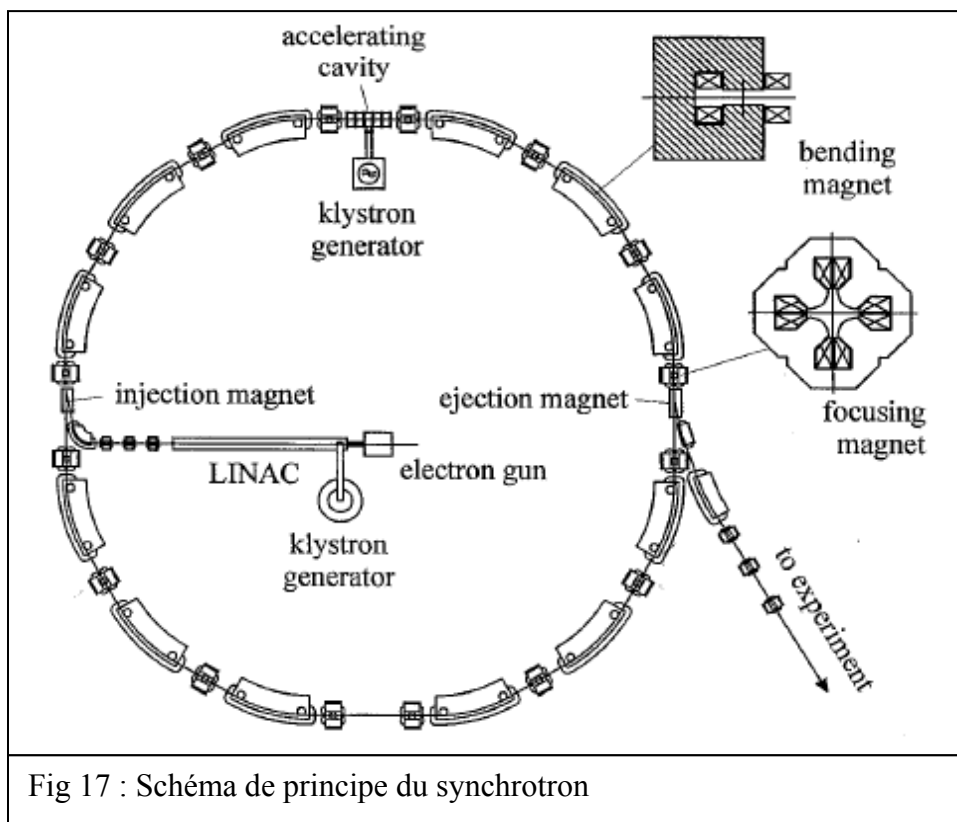 accelerating
cavity
klystron
generator
bending
magnet
injection magnet
ejection magnet
focusing
magnet
LINAC
electron gun
klystron
generator
to experiment
Fig 17 : Schéma de principe du synchrotron